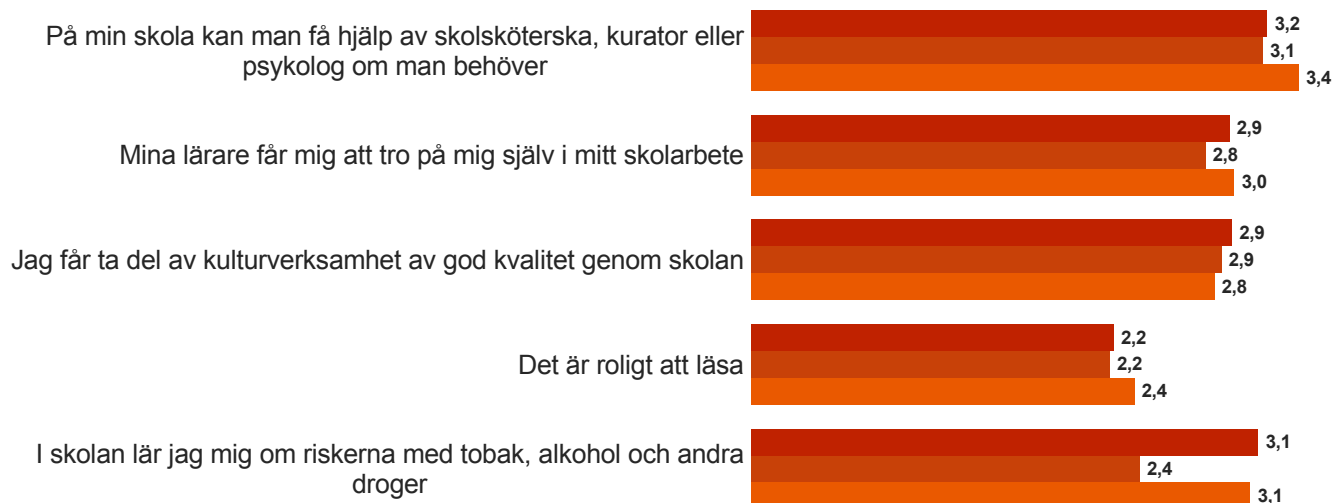 På min skola kan man få hjälp av skolsköterska, kurator eller
psykolog om man behöver
3,2
3,1
3,4
Mina lärare får mig att tro på mig själv i mitt skolarbete
2,9
2,8
3,0
Jag får ta del av kulturverksamhet av god kvalitet genom skolan
2,9
2,9
2,8
Det är roligt att läsa
2,2
2,2
2,4
I skolan lär jag mig om riskerna med tobak, alkohol och andra
droger
3,1
2,4
3,1